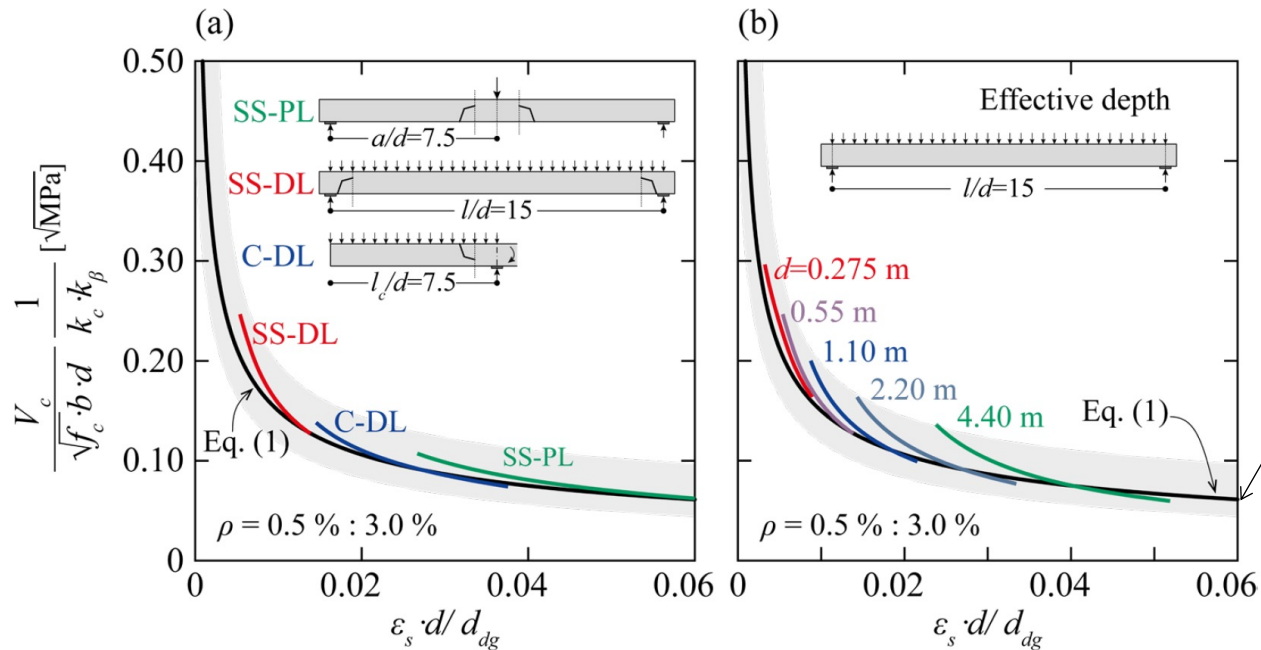 (a)
(b)
V_c / (√f_c · b · d) 1 / (k_c · k_β) [√MPa]
0.50
0.40
0.30
0.20
0.10
0
SS-PL
a/d=7.5
SS-DL
l/d=15
C-DL
l_c/d=7.5
SS-DL
Eq. (1)
C-DL
SS-PL
ρ = 0.5 % : 3.0 %
0
0.02
0.04
0.06
ε_s · d / d_dg
Effective depth
l/d=15
d=0.275 m
0.55 m
1.10 m
2.20 m
4.40 m
Eq. (1)
ρ = 0.5 % : 3.0 %
0
0.02
0.04
0.06
ε_s · d / d_dg